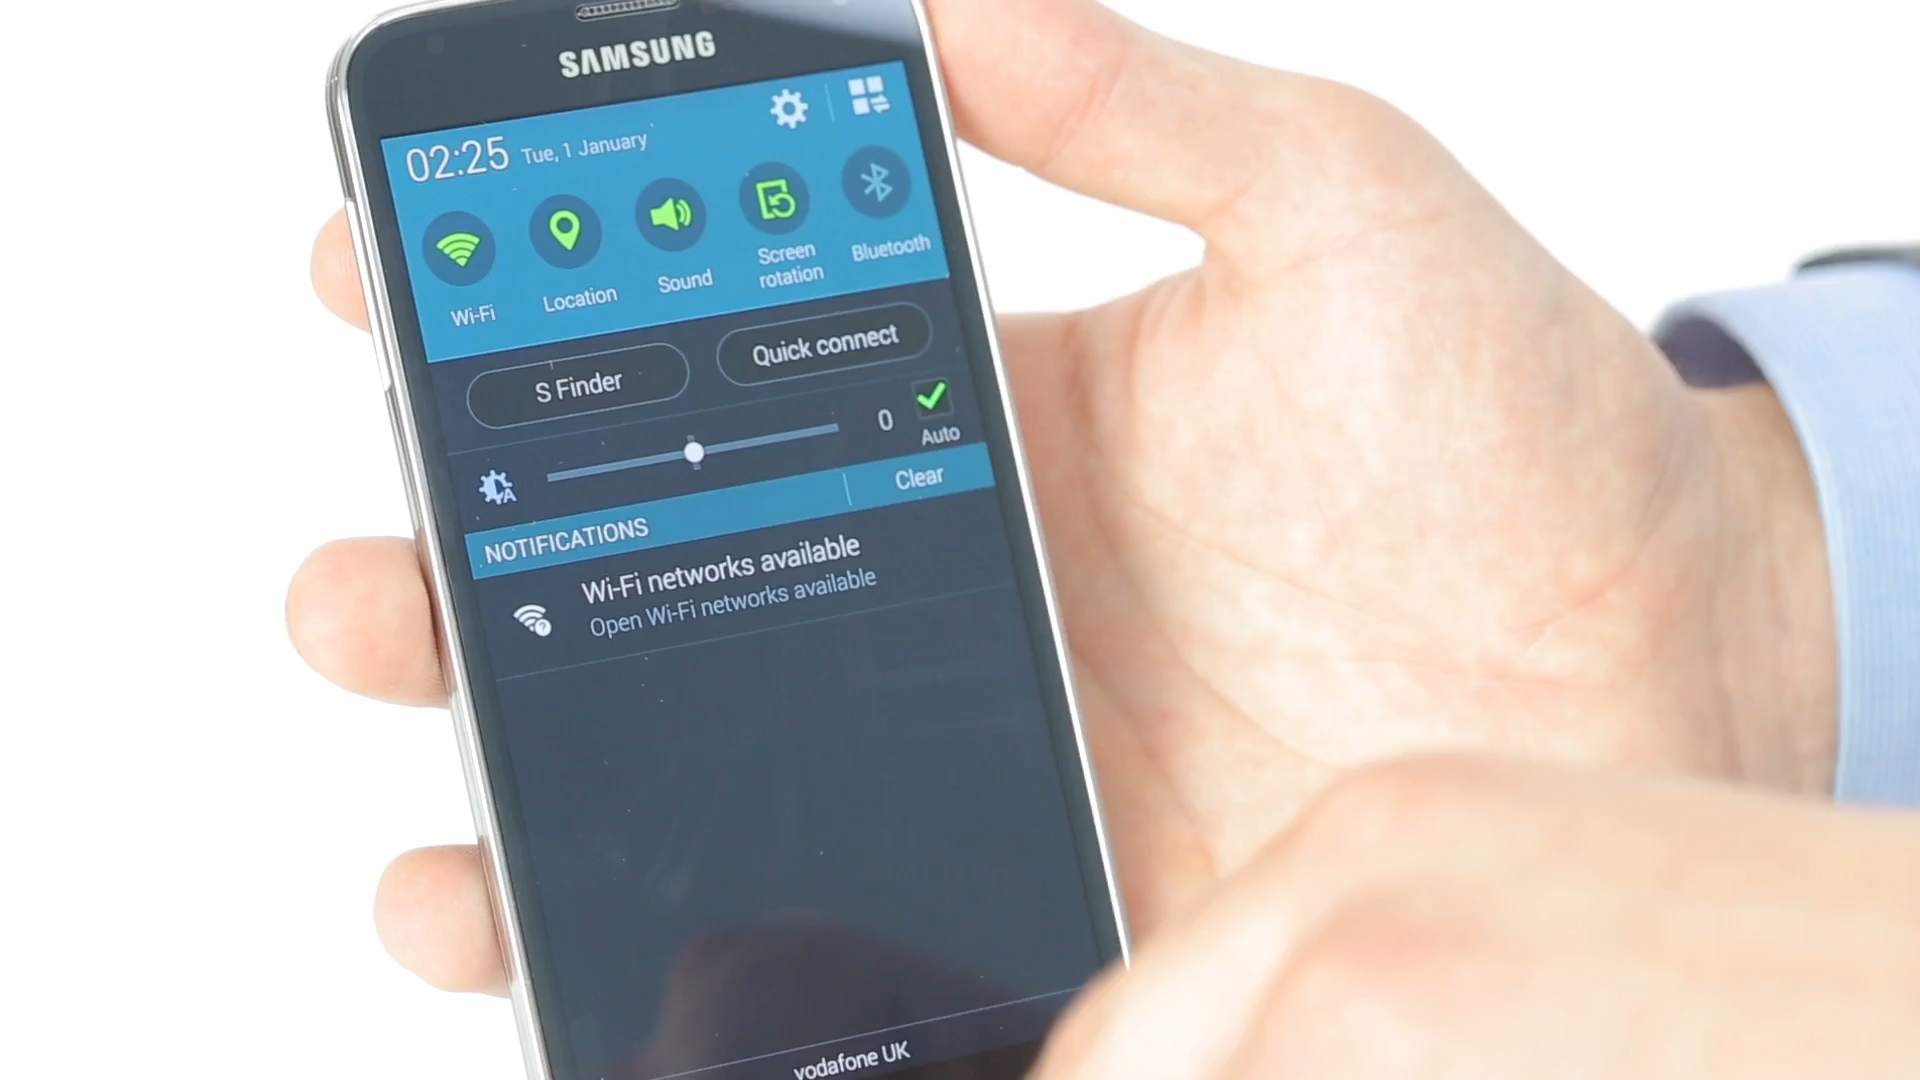 SAMSUNG
02:25 Tue, 1 January
Wi-Fi
Location
Sound
Screen
rotation
Bluetooth
S Finder
Quick connect
0
Auto
A
NOTIFICATIONS
Clear
Wi-Fi networks available
Open Wi-Fi networks available
?
vodafone UK